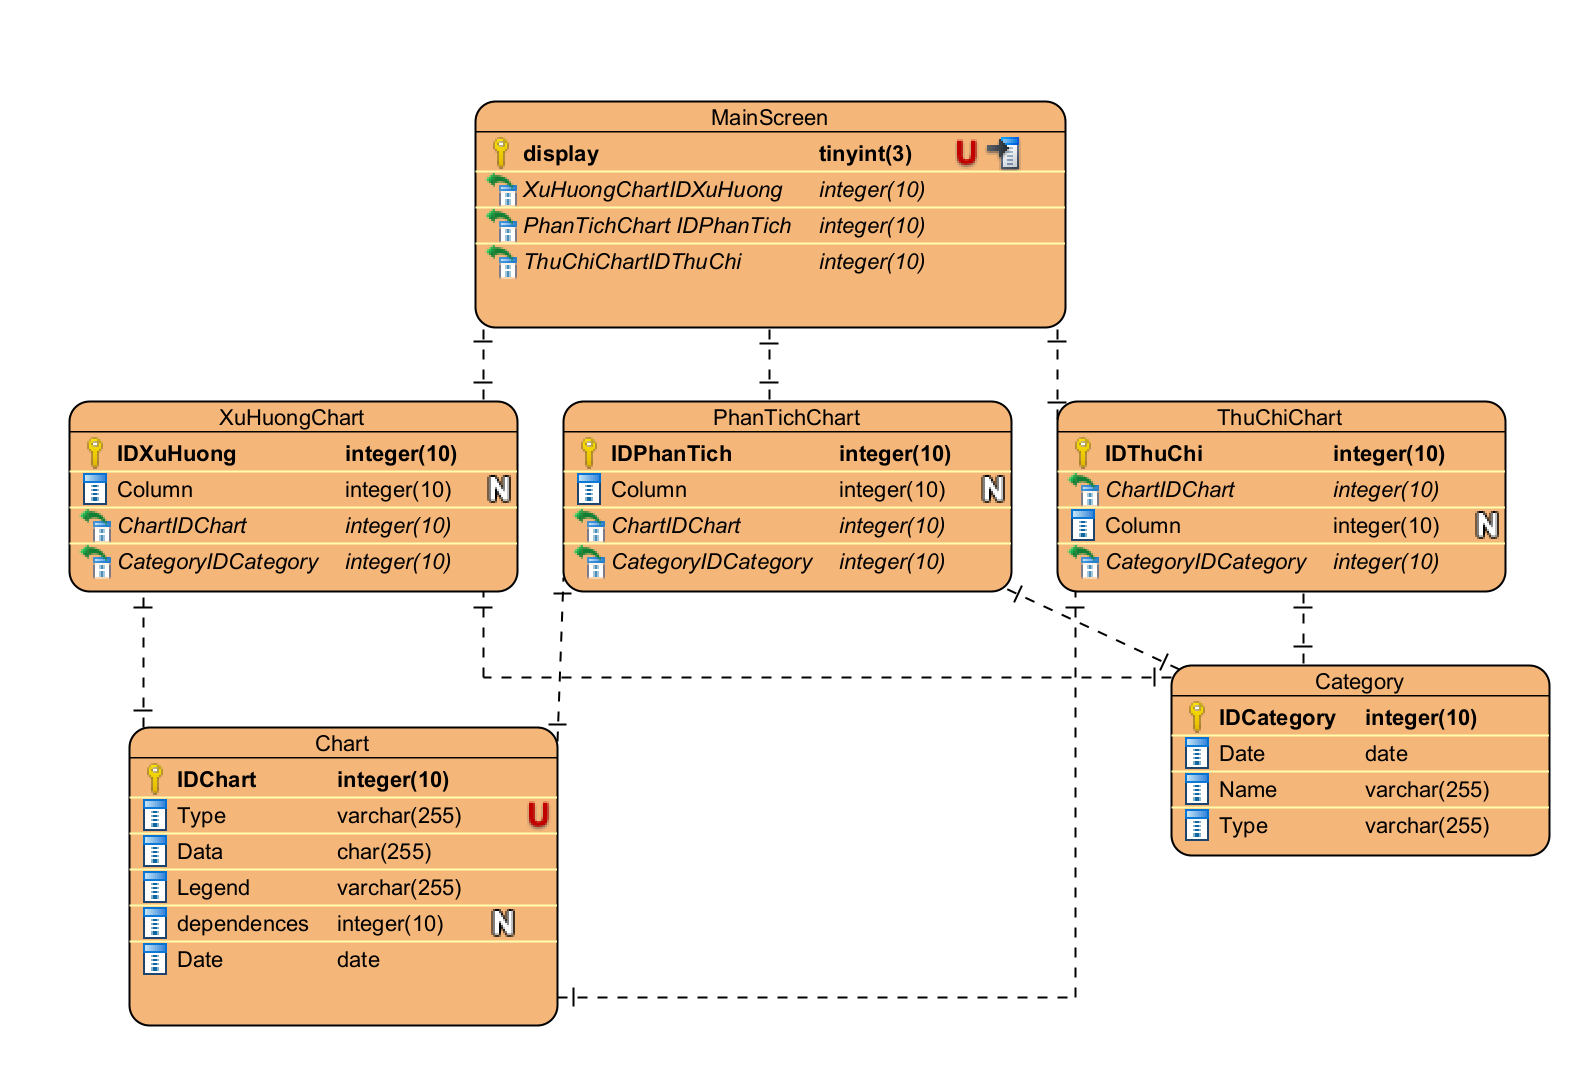 MainScreen
display tinyint(3) U
XuHuongChartIDXuHuong integer(10)
PhanTichChart IDPhanTich integer(10)
ThuChiChartIDThuChi integer(10)
XuHuongChart
IDXuHuong integer(10)
Column integer(10) N
ChartIDChart integer(10)
CategoryIDCategory integer(10)
PhanTichChart
IDPhanTich integer(10)
Column integer(10) N
ChartIDChart integer(10)
CategoryIDCategory integer(10)
ThuChiChart
IDThuChi integer(10)
ChartIDChart integer(10)
Column integer(10) N
CategoryIDCategory integer(10)
Chart
IDChart integer(10)
Type varchar(255) U
Data char(255)
Legend varchar(255)
dependences integer(10) N
Date date
Category
IDCategory integer(10)
Date date
Name varchar(255)
Type varchar(255)